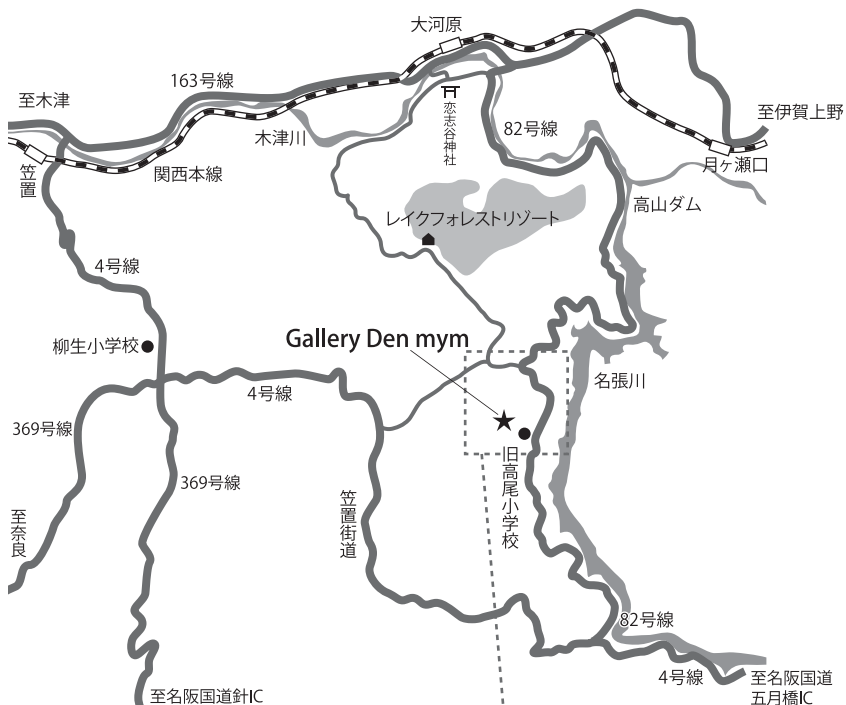 大河原
163号線
至木津
木津川
恋志谷神社
82号線
至伊賀上野
月ヶ瀬口
笠置
関西本線
高山ダム
レイクフォレストリゾート
4号線
Gallery Den mym
柳生小学校
名張川
4号線
369号線
369号線
旧高尾小学校
笠置街道
至奈良
82号線
4号線
至名阪国道
五月橋IC
至名阪国道針IC